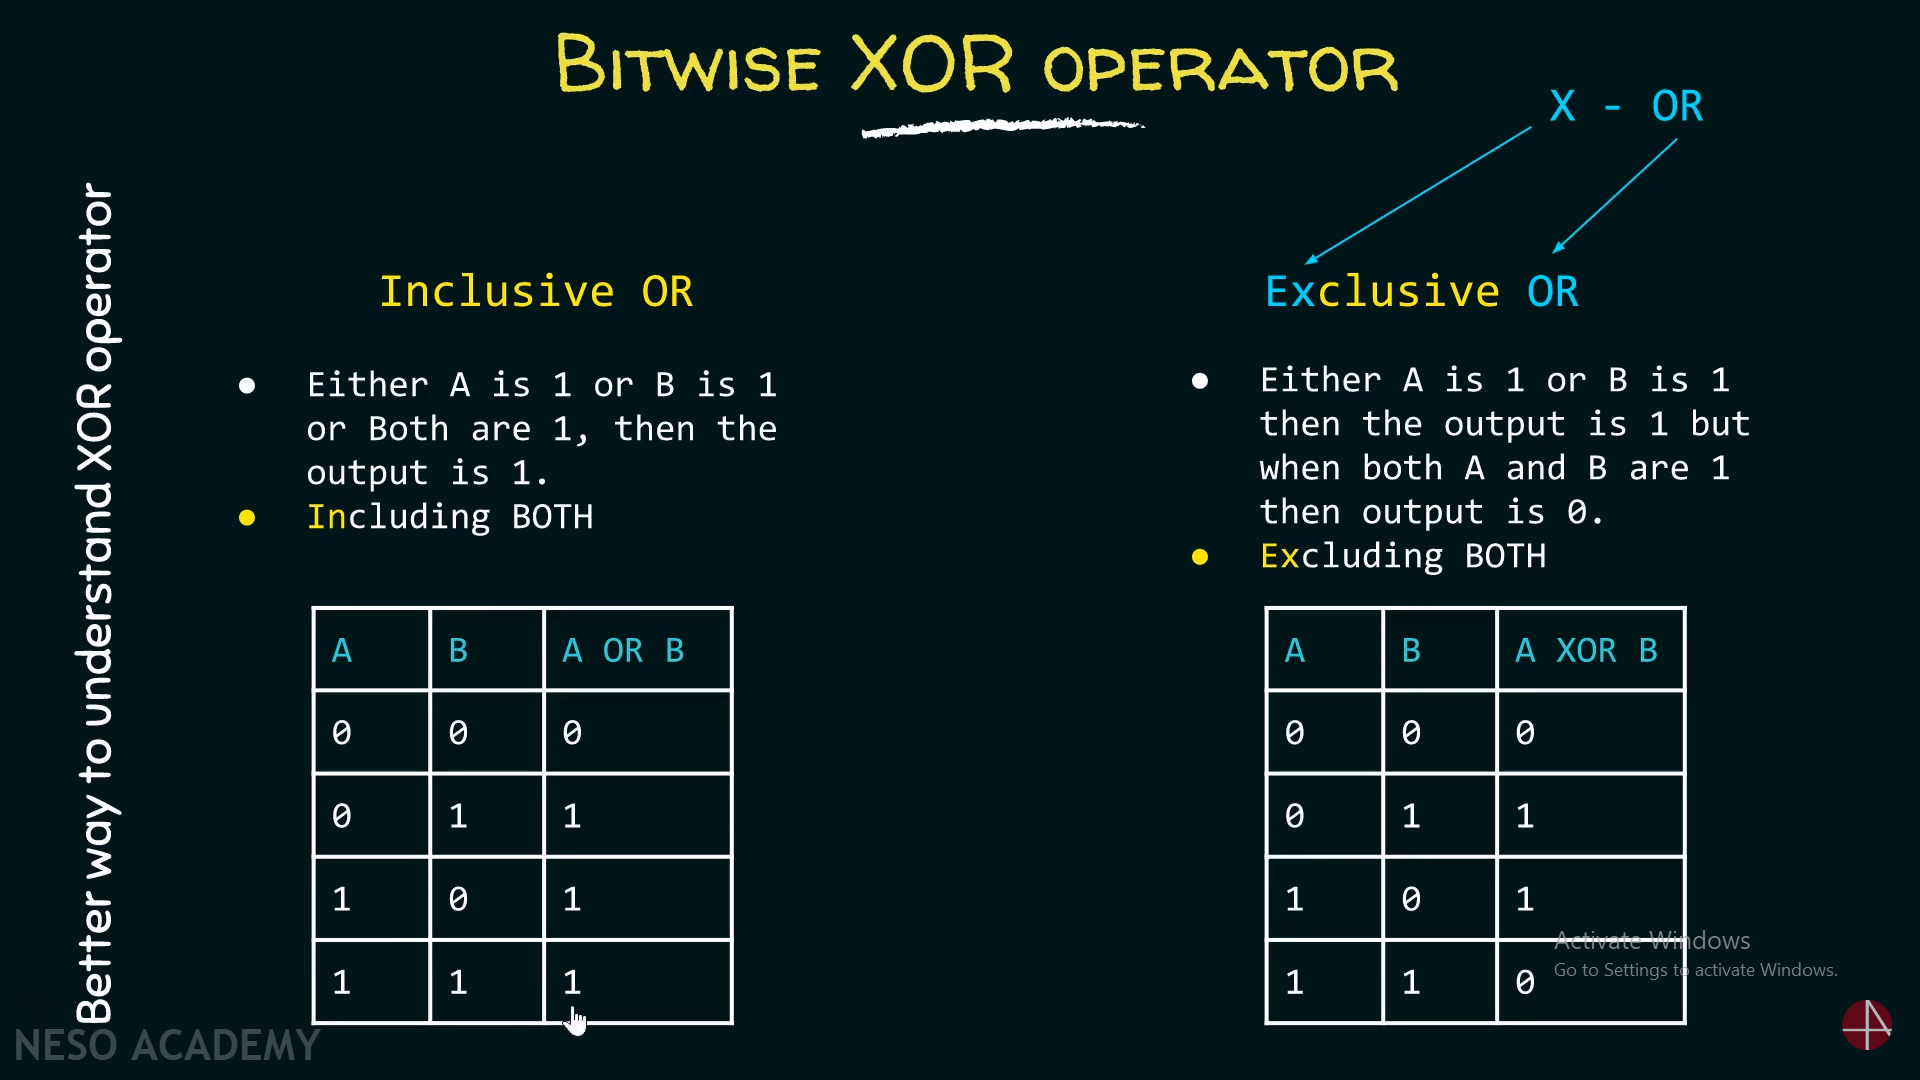 Bitwise XOR operator
X - OR
Better way to understand XOR operator
Inclusive OR
Either A is 1 or B is 1
or Both are 1, then the
output is 1.
Including BOTH
A B A OR B
0 0 0
0 1 1
1 0 1
1 1 1
Exclusive OR
Either A is 1 or B is 1
then the output is 1 but
when both A and B are 1
then output is 0.
Excluding BOTH
A B A XOR B
0 0 0
0 1 1
1 0 1
1 1 0
Activate Windows
Go to Settings to activate Windows.
NESO ACADEMY